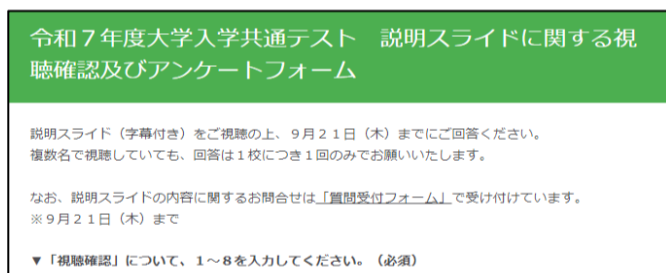 令和７年度大学入学共通テスト　説明スライドに関する視
聴確認及びアンケートフォーム
説明スライド（字幕付き）をご視聴の上、９月２１日（木）までにご回答ください。
複数名で視聴していても、回答は１校につき１回のみでお願いいたします。
なお、説明スライドの内容に関するお問合せは「質問受付フォーム」で受け付けています。
※９月２１日（木）まで
▼「視聴確認」について、１～８を入力してください。（必須）